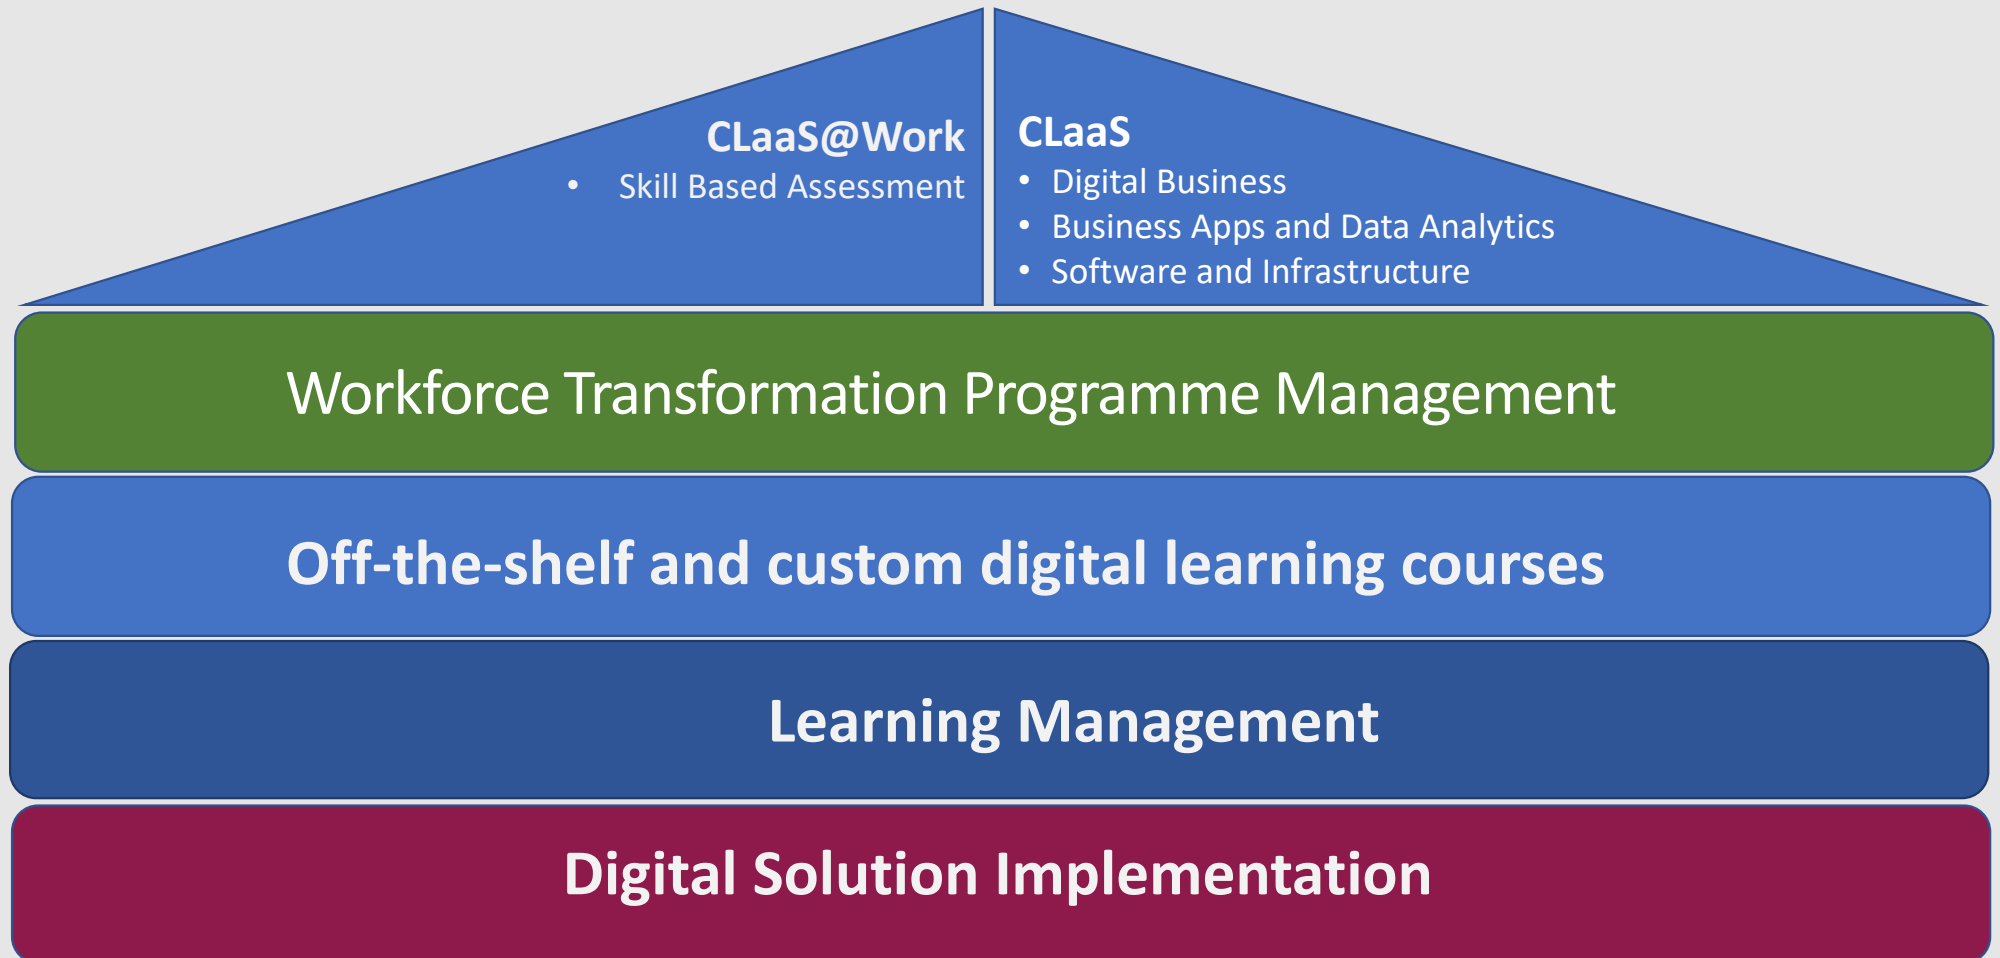 CLaaS@Work
• Skill Based Assessment
CLaaS
• Digital Business
• Business Apps and Data Analytics
• Software and Infrastructure
Workforce Transformation Programme Management
Off-the-shelf and custom digital learning courses
Learning Management
Digital Solution Implementation